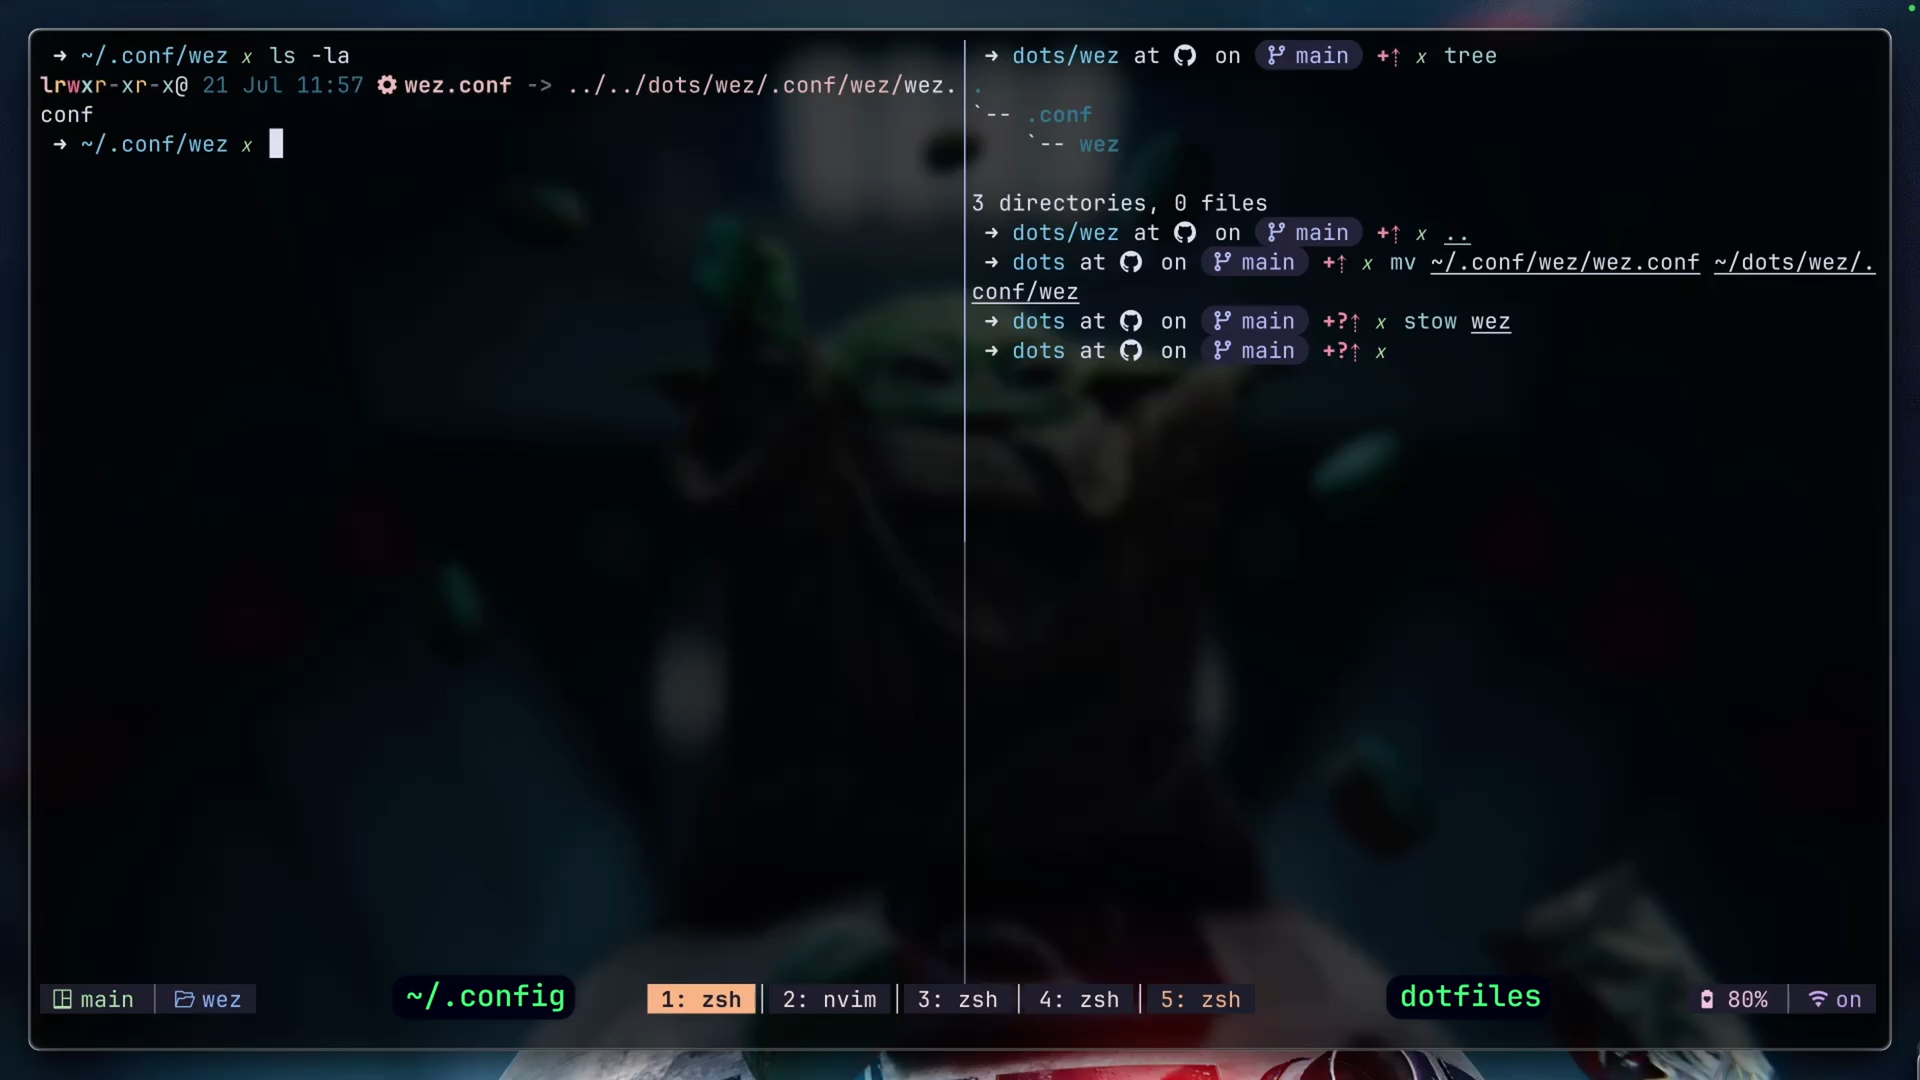 → ~/.conf/wez x ls -la
lrwxr-xr-x@ 21 Jul 11:57 wez.conf -> ../../dots/wez/.conf/wez/wez.
conf
→ ~/.conf/wez x
→ dots/wez at on main +⇡ x tree
.
`-- .conf
`-- wez
3 directories, 0 files
→ dots/wez at on main +⇡ x ..
→ dots at on main +⇡ x mv ~/.conf/wez/wez.conf ~/dots/wez/.
conf/wez
→ dots at on main +?⇡ x stow wez
→ dots at on main +?⇡ x
main wez ~/.config 1: zsh 2: nvim 3: zsh 4: zsh 5: zsh dotfiles 80% on